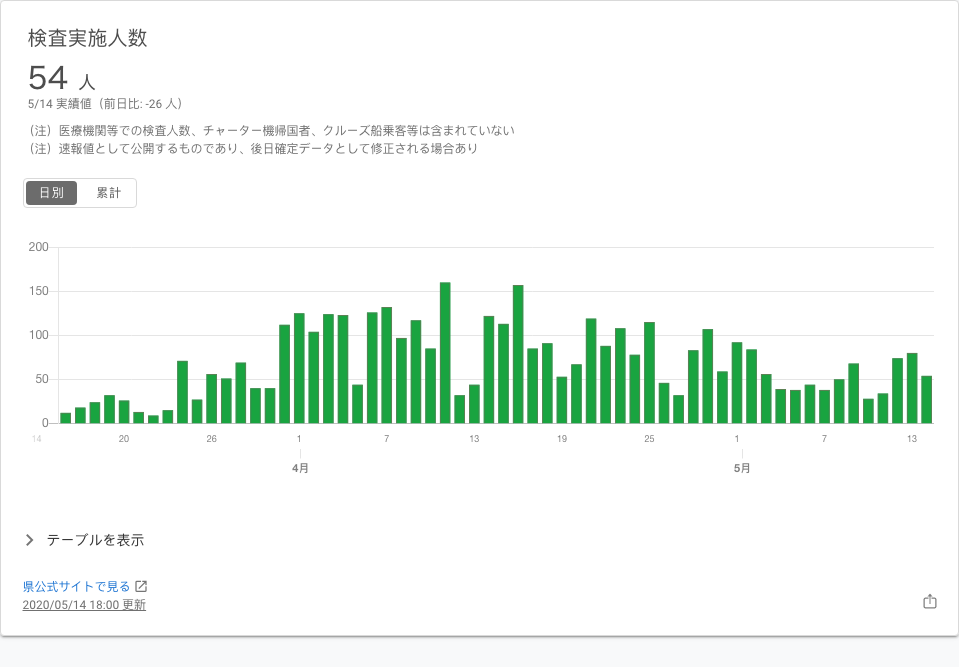 検査実施人数
54 人
5/14 実績値（前日比: -26 人）
（注）医療機関等での検査人数、チャーター機帰国者、クルーズ船乗客等は含まれていない
（注）速報値として公開するものであり、後日確定データとして修正される場合あり
日別 累計
200
150
100
50
0
14 20 26 1 7 13 19 25 1 7 13
4月 5月
テーブルを表示
県公式サイトで見る
2020/05/14 18:00 更新